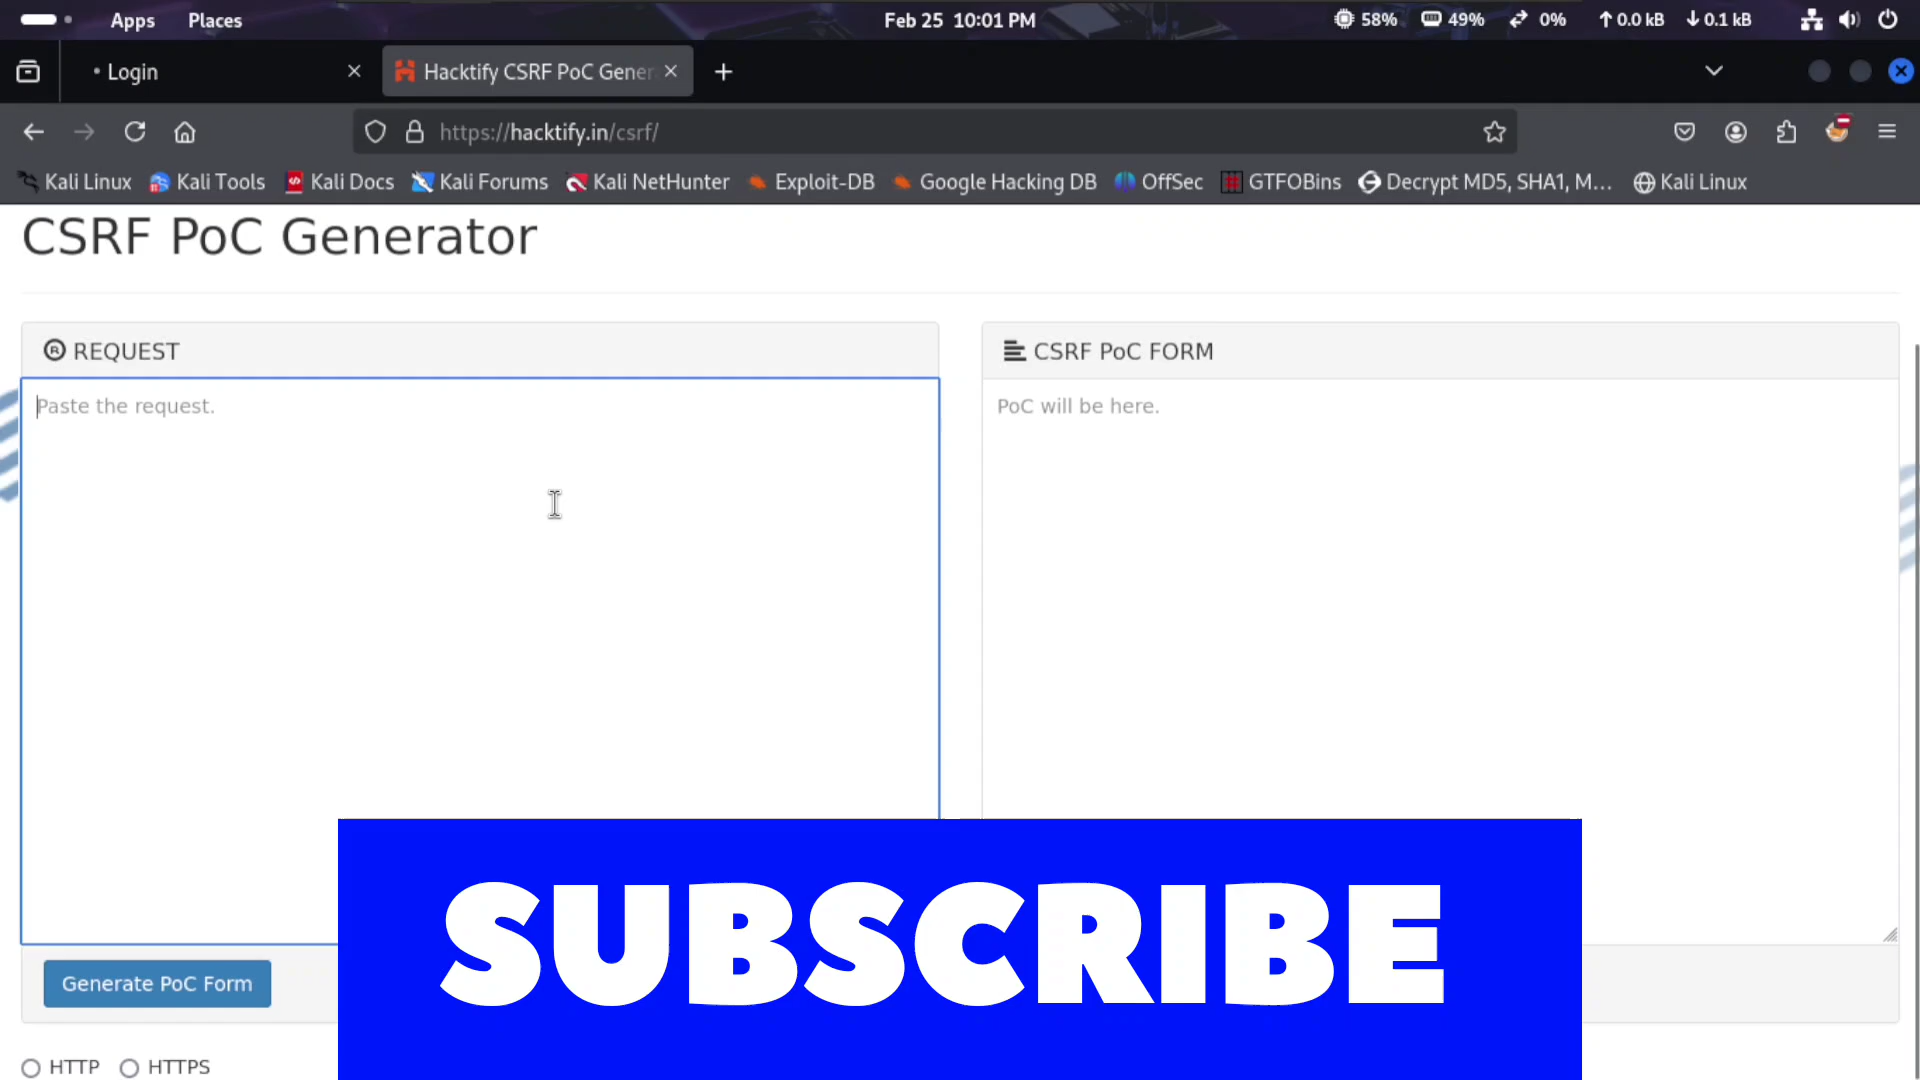 Apps Places Feb 25 10:01 PM 58% 49% 0% 0.0 kB 0.1 kB
Login Hacktify CSRF PoC Gener
https://hacktify.in/csrf/
Kali Linux Kali Tools Kali Docs Kali Forums Kali NetHunter Exploit-DB Google Hacking DB OffSec GTFOBins Decrypt MD5, SHA1, M... Kali Linux
CSRF PoC Generator
REQUEST
CSRF PoC FORM
Paste the request.
PoC will be here.
SUBSCRIBE
Generate PoC Form
HTTP HTTPS